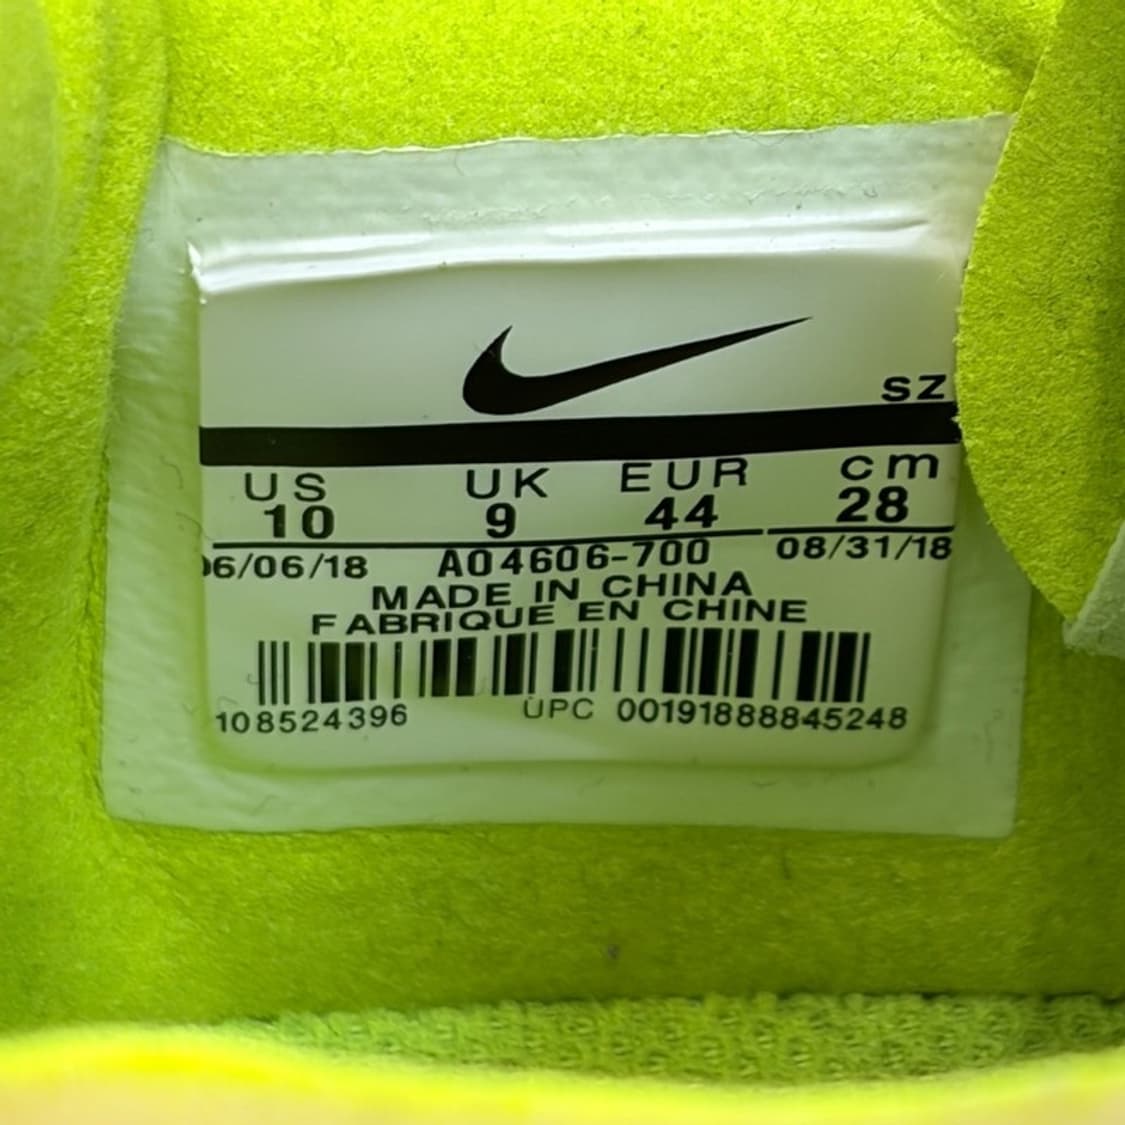 SZ
US UK EUR cm
10 9 44 28
06/06/18 AO4606-700 08/31/18
MADE IN CHINA
FABRIQUE EN CHINE
108524396 UPC 00191888845248